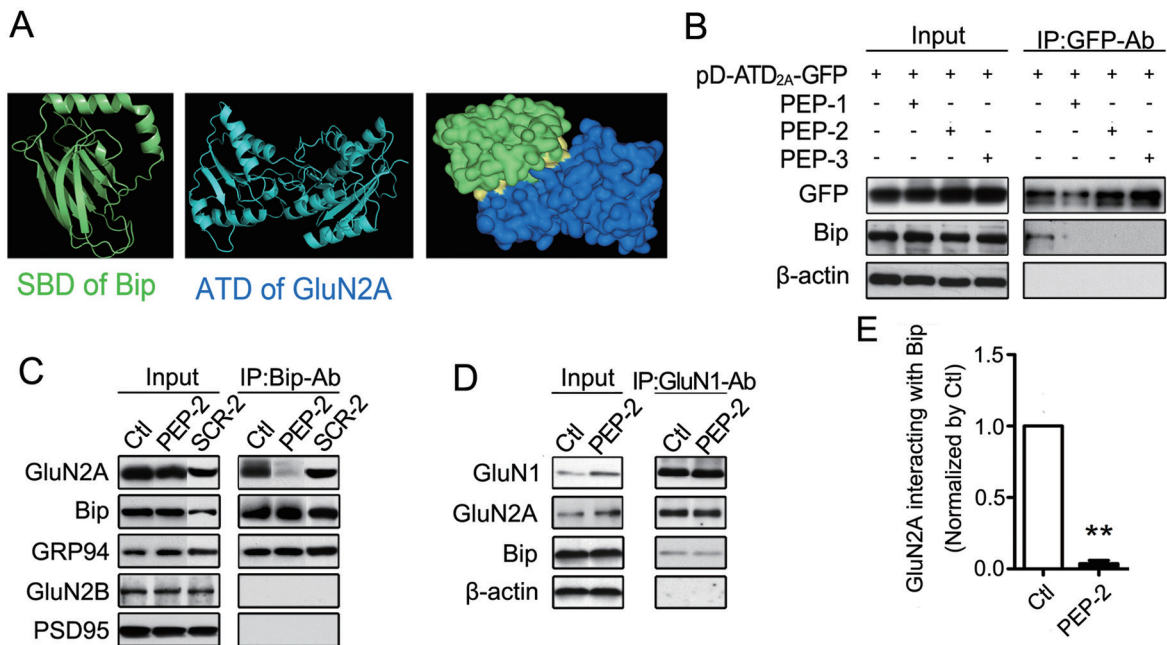 A
SBD of Bip
ATD of GluN2A
B
Input IP:GFP-Ab
pD-ATD2A-GFP + + + + + + + +
PEP-1 - + - - - + - -
PEP-2 - - + - - - + -
PEP-3 - - - + - - - +
GFP
Bip
β-actin
C
Input IP:Bip-Ab
Ctl PEP-2 SCR-2 Ctl PEP-2 SCR-2
GluN2A
Bip
GRP94
GluN2B
PSD95
D
Input IP:GluN1-Ab
Ctl PEP-2 Ctl PEP-2
GluN1
GluN2A
Bip
β-actin
E
GluN2A interacting with Bip
(Normalized by Ctl)
1.5
1.0
0.5
0.0
**
Ctl PEP-2